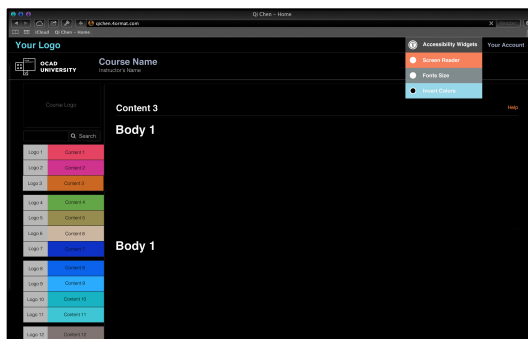 Qi Chen - Home
qichen.4ormat.com
iCloud Qi Chen - Home
Your Logo
Accessibility Widgets
Your Account
OCAD
UNIVERSITY
Course Name
Instructor's Name
Screen Reader
Fonts Size
Invert Colors
Course Logo
Content 3
Help
Search
Body 1
Logo 1 Content 1
Logo 2 Content 2
Logo 3 Content 3
Logo 4 Content 4
Logo 5 Content 5
Logo 6 Content 6
Logo 7 Content 7
Body 1
Logo 8 Content 8
Logo 9 Content 9
Logo 10 Content 10
Logo 11 Content 11
Logo 12 Content 12